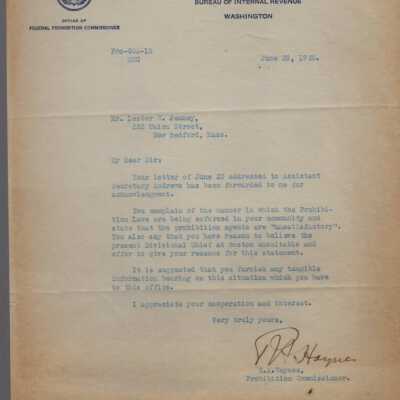 BUREAU OF INTERNAL REVENUE
WASHINGTON
OFFICE OF
FEDERAL PROHIBITION COMMISSIONER
June 29, 1925.
Mr. Lester W. Jenney,
Union Street,
New Bedford, Mass.
My Dear Sir:
Your letter of June 23 addressed to Assistant
Secretary Andrews has been forwarded to me for
acknowledgment.
You complain of the manner in which the Prohibi-
tion Laws are being enforced in your community and
state that the prohibition agents are "unsatisfactory".
You also say that you have reason to believe the
present Divisional Chief at Boston unsuitable and
offer to give your reasons for this statement.
It is suggested that you furnish any tangible
information bearing on this situation which you have
to this office.
I appreciate your cooperation and interest.
Very truly yours,
R.A. Haynes
R.A. Haynes,
Prohibition Commissioner.